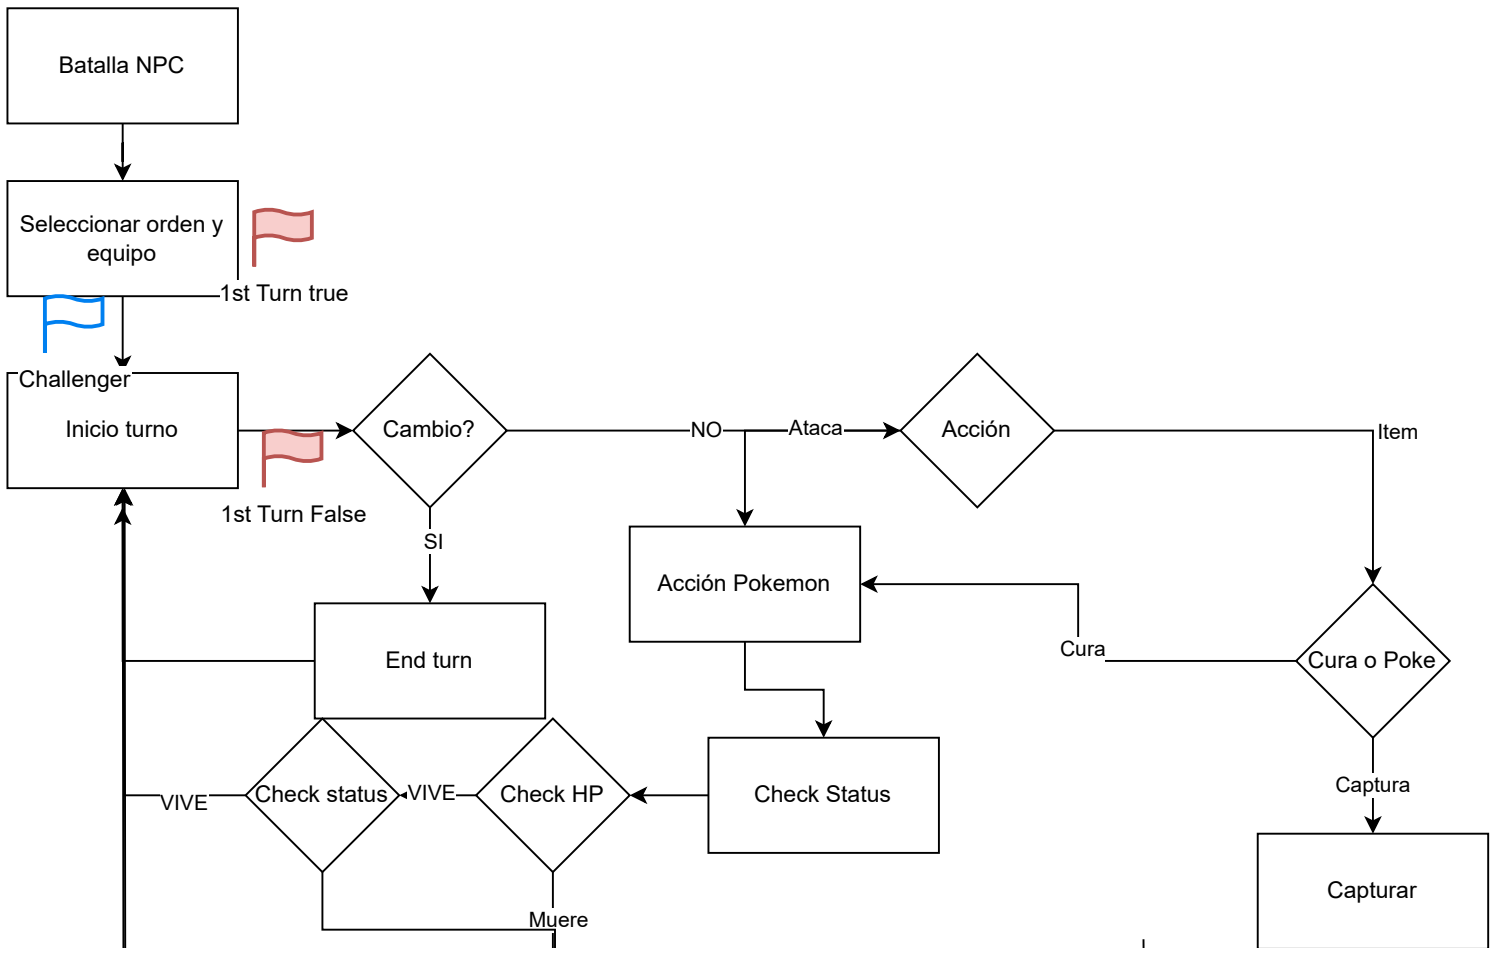 Batalla NPC
Seleccionar orden y
equipo
1st Turn true
Challenger
Inicio turno
Cambio?
NO
Ataca
Acción
Item
1st Turn False
SI
Acción Pokemon
End turn
Cura
Cura o Poke
VIVE
Check status
VIVE
Check HP
Check Status
Captura
Capturar
Muere